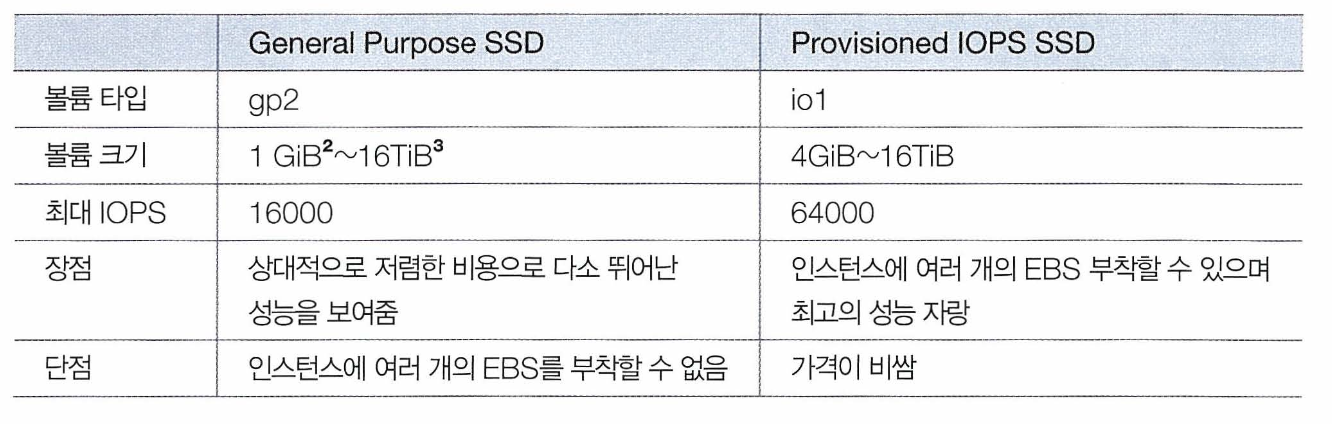 General Purpose SSD Provisioned IOPS SSD
볼륨 타입 gp2 io1
볼륨 크기 1 GiB²~16TiB³ 4GiB~16TiB
최대 IOPS 16000 64000
장점 상대적으로 저렴한 비용으로 다소 뛰어난 인스턴스에 여러 개의 EBS 부착할 수 있으며
성능을 보여줌 최고의 성능 자랑
단점 인스턴스에 여러 개의 EBS를 부착할 수 없음 가격이 비쌈